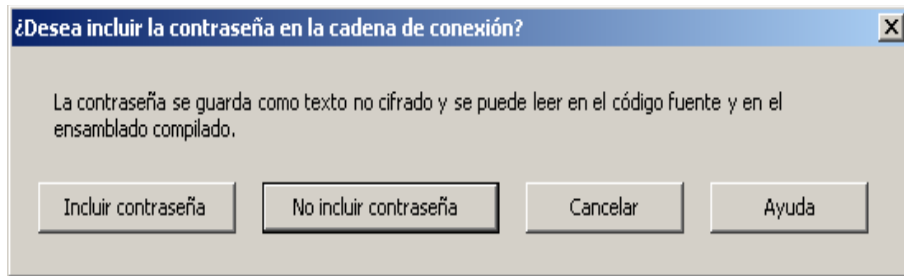 ¿Desea incluir la contraseña en la cadena de conexión?
La contraseña se guarda como texto no cifrado y se puede leer en el código fuente y en el
ensamblado compilado.
Incluir contraseña No incluir contraseña Cancelar Ayuda